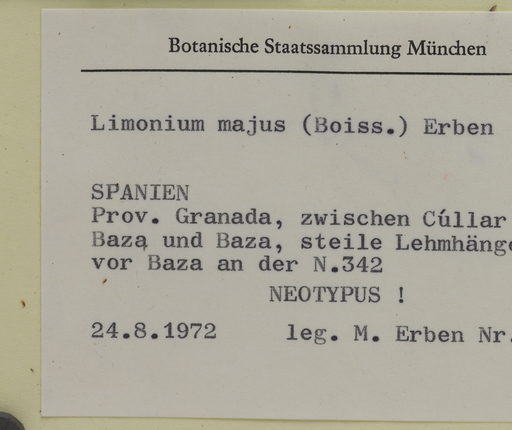 Botanische Staatssammlung München
Limonium majus (Boiss.) Erben
SPANIEN
Prov. Granada, zwischen Cúllar
Baza und Baza, steile Lehmhänge
vor Baza an der N.342
NEOTYPUS !
24.8.1972 leg. M. Erben Nr.